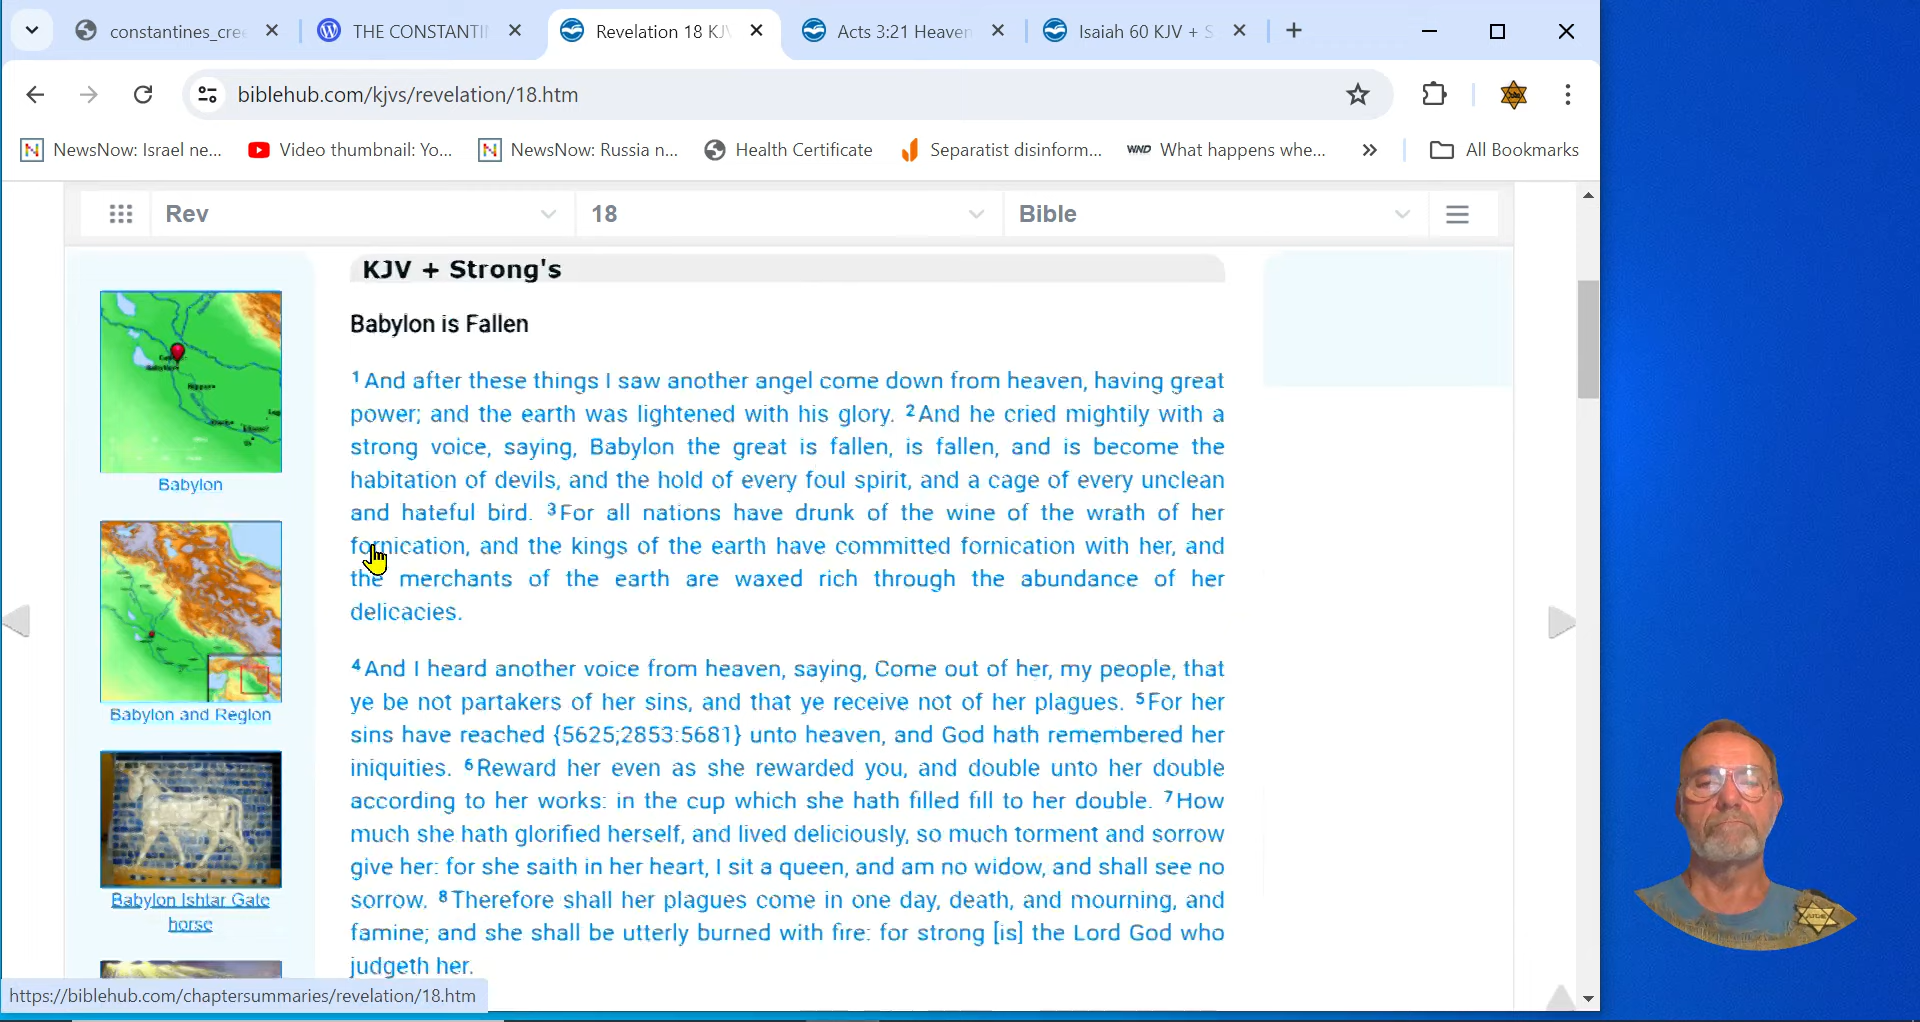 constantines_cre
THE CONSTANTI
Revelation 18 KJV
Acts 3:21 Heaven
Isaiah 60 KJV + S
biblehub.com/kjvs/revelation/18.htm
NewsNow: Israel ne...
Video thumbnail: Yo...
NewsNow: Russia n...
Health Certificate
Separatist disinform...
WND
What happens whe...
All Bookmarks
Rev
18
Bible
KJV + Strong's
Babylon is Fallen
1 And after these things I saw another angel come down from heaven, having great
power; and the earth was lightened with his glory. 2 And he cried mightily with a
strong voice, saying, Babylon the great is fallen, is fallen, and is become the
habitation of devils, and the hold of every foul spirit, and a cage of every unclean
and hateful bird. 3 For all nations have drunk of the wine of the wrath of her
fornication, and the kings of the earth have committed fornication with her, and
the merchants of the earth are waxed rich through the abundance of her
delicacies.
4 And I heard another voice from heaven, saying, Come out of her, my people, that
ye be not partakers of her sins, and that ye receive not of her plagues. 5 For her
sins have reached {5625;2853:5681} unto heaven, and God hath remembered her
iniquities. 6 Reward her even as she rewarded you, and double unto her double
according to her works: in the cup which she hath filled fill to her double. 7 How
much she hath glorified herself, and lived deliciously, so much torment and sorrow
give her: for she saith in her heart, I sit a queen, and am no widow, and shall see no
sorrow. 8 Therefore shall her plagues come in one day, death, and mourning, and
famine; and she shall be utterly burned with fire: for strong [is] the Lord God who
judgeth her.
Babylon
Babylon and Region
Babylon Ishtar Gate
horse
https://biblehub.com/chaptersummaries/revelation/18.htm